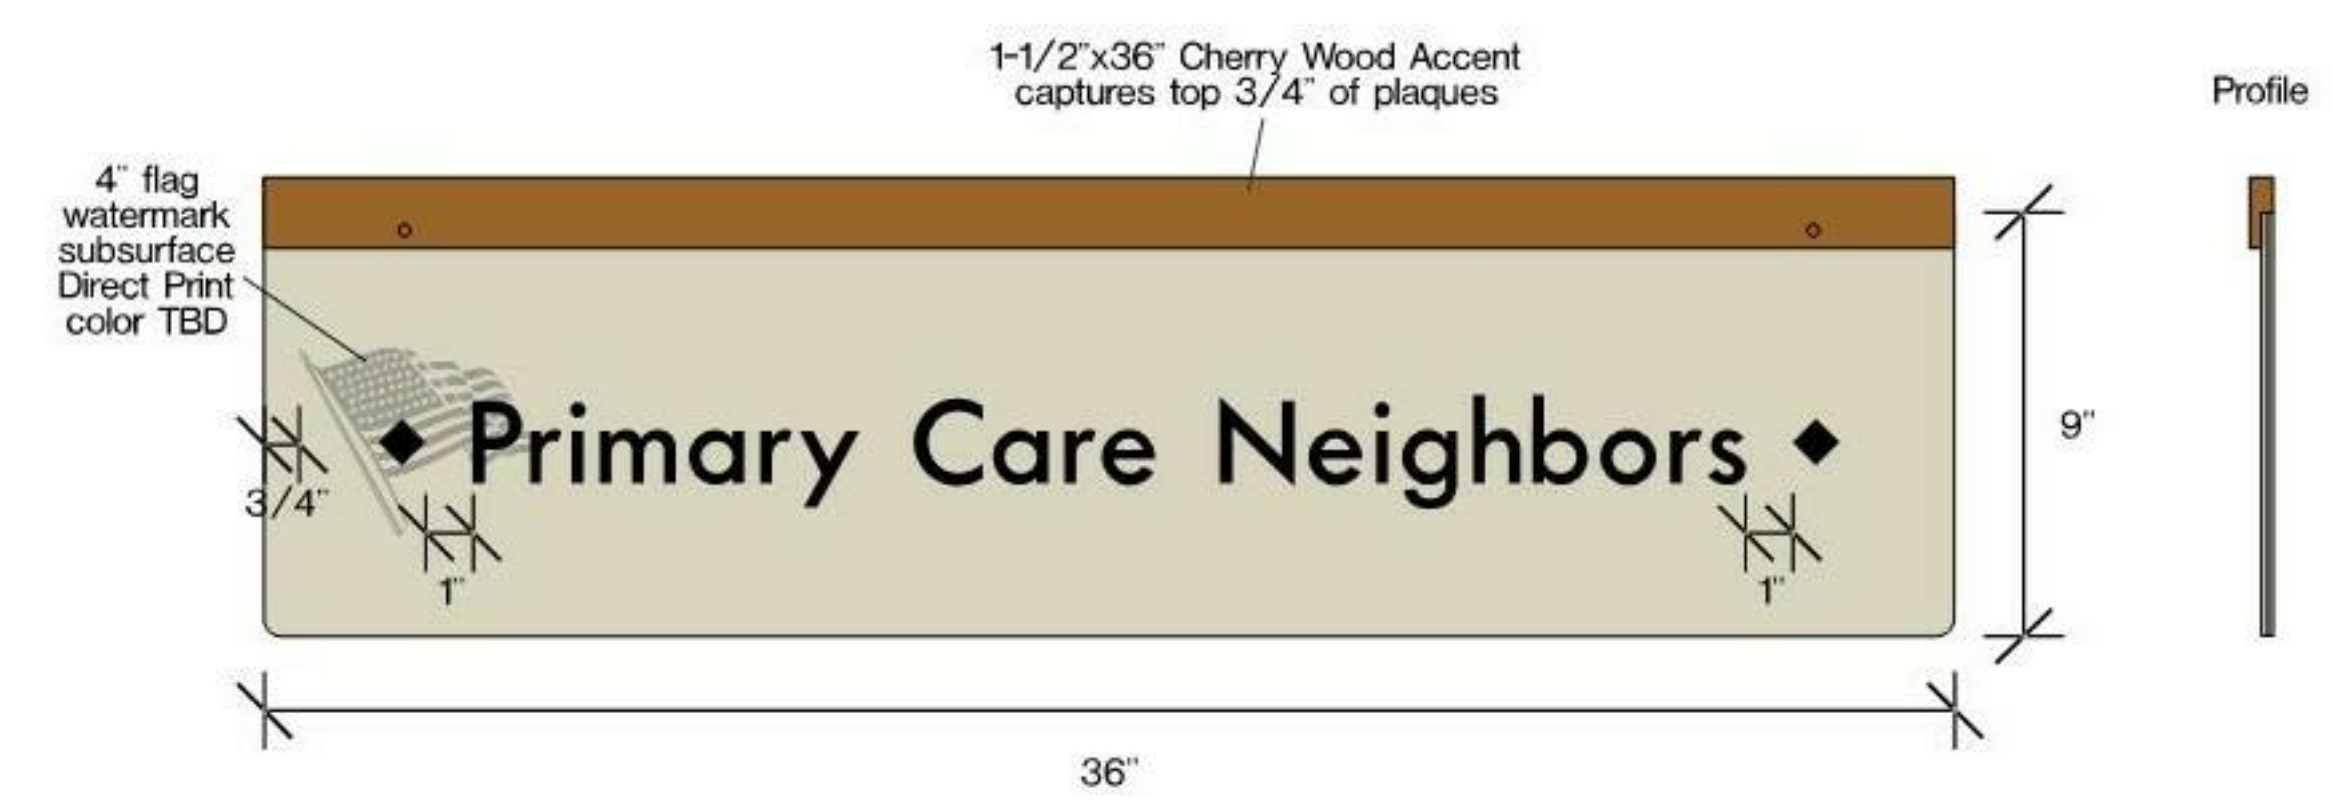 1-1/2"x36" Cherry Wood Accent
captures top 3/4" of plaques
Profile
4" flag
watermark
subsurface
Direct Print
color TBD
◆ Primary Care Neighbors ◆
3/4"
1"
1"
9"
36"